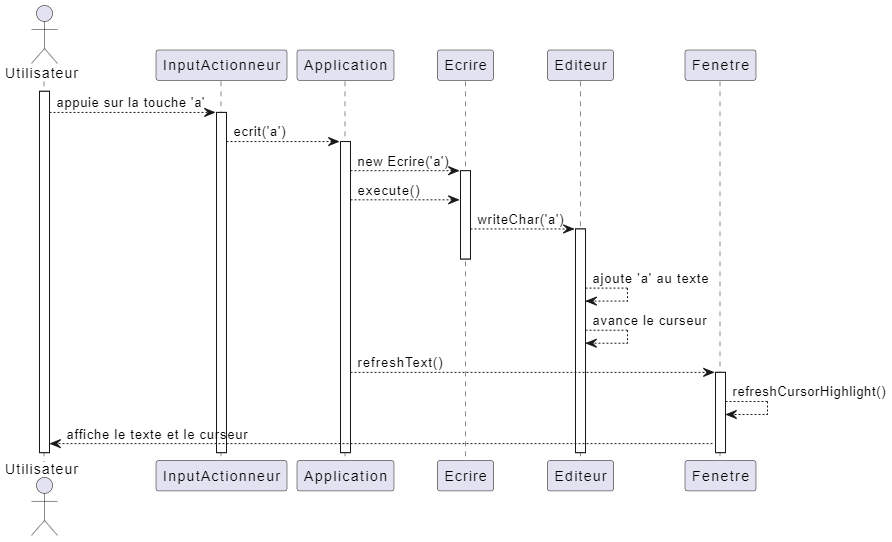 Utilisateur
InputActionneur
Application
Ecrire
Editeur
Fenetre
appuie sur la touche 'a'
ecrit('a')
new Ecrire('a')
execute()
writeChar('a')
ajoute 'a' au texte
avance le curseur
refreshText()
refreshCursorHighlight()
affiche le texte et le curseur
Utilisateur
InputActionneur
Application
Ecrire
Editeur
Fenetre